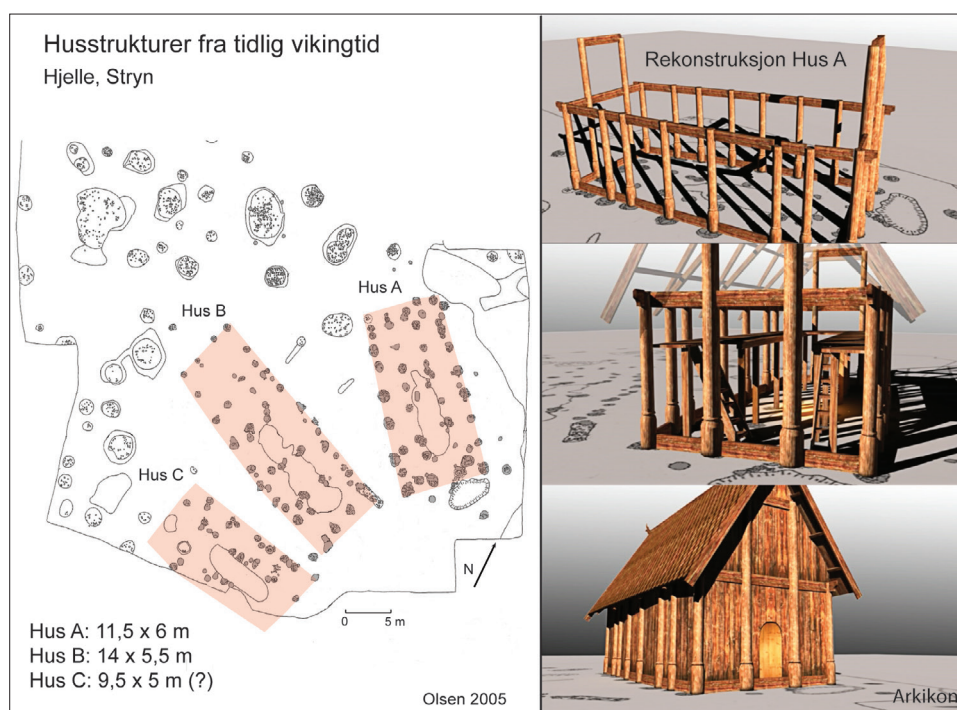 Husstrukturer fra tidlig vikingtid
Hjelle, Stryn
Hus A
Hus B
Hus C
N
0 5 m
Hus A: 11,5 x 6 m
Hus B: 14 x 5,5 m
Hus C: 9,5 x 5 m (?)
Olsen 2005
Rekonstruksjon Hus A
Arkikon